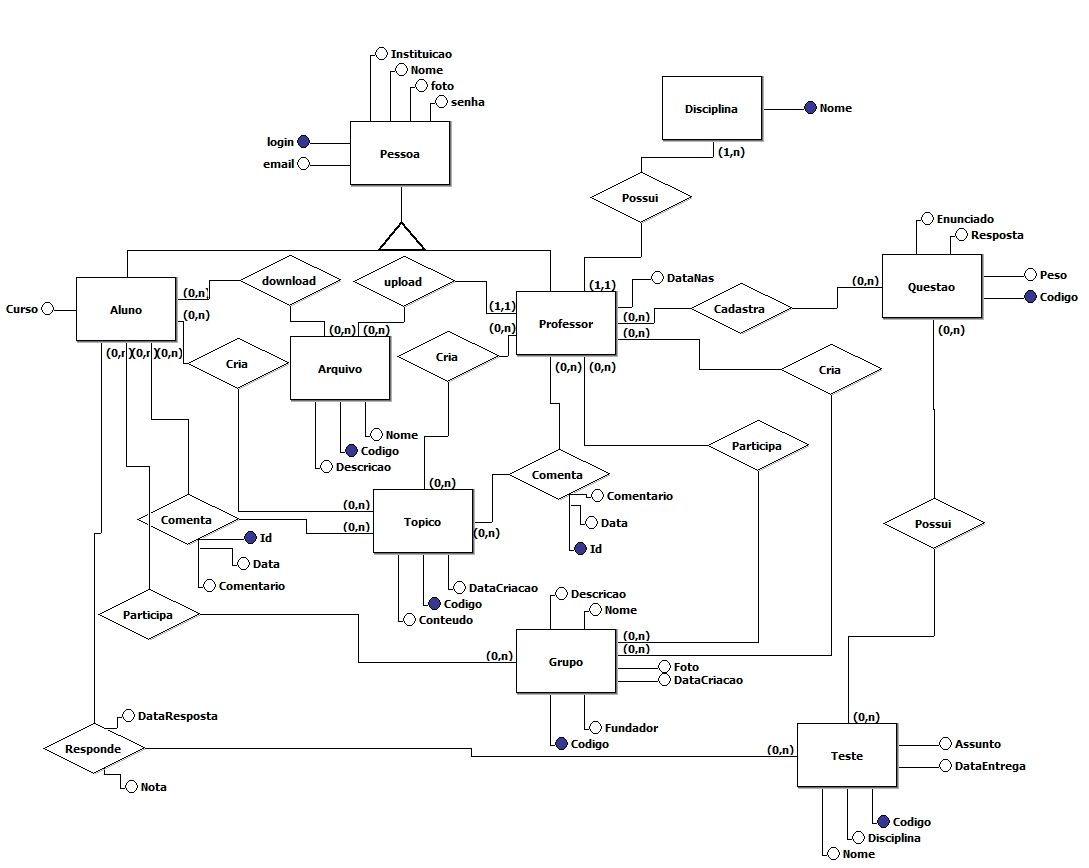 Instituicao
Nome
foto
senha
login
email
Pessoa
Disciplina
Nome
(1,n)
Possui
Enunciado
Resposta
Peso
Codigo
Questao
(0,n)
(0,n)
Curso
Aluno
(0,n)
(0,n)
download
upload
(1,1)
(0,n)
Professor
(1,1)
DataNas
(0,n)
(0,n)
Cadastra
(0,n) (0,n)
(0,n)
(0,n)
(0,n)
Cria
(0,n) (0,n)
Arquivo
Cria
Cria
Nome
Codigo
Descricao
Participa
Comenta
Comentario
Data
Id
(0,n)
(0,n)
(0,n)
(0,n)
Topico
Comenta
Id
Data
Comentario
DataCriacao
Codigo
Conteudo
Possui
Participa
Descricao
Nome
(0,n)
(0,n)
(0,n)
Grupo
Foto
DataCriacao
Fundador
Codigo
DataResposta
Responde
Nota
(0,n)
(0,n)
Teste
Assunto
DataEntrega
Codigo
Disciplina
Nome